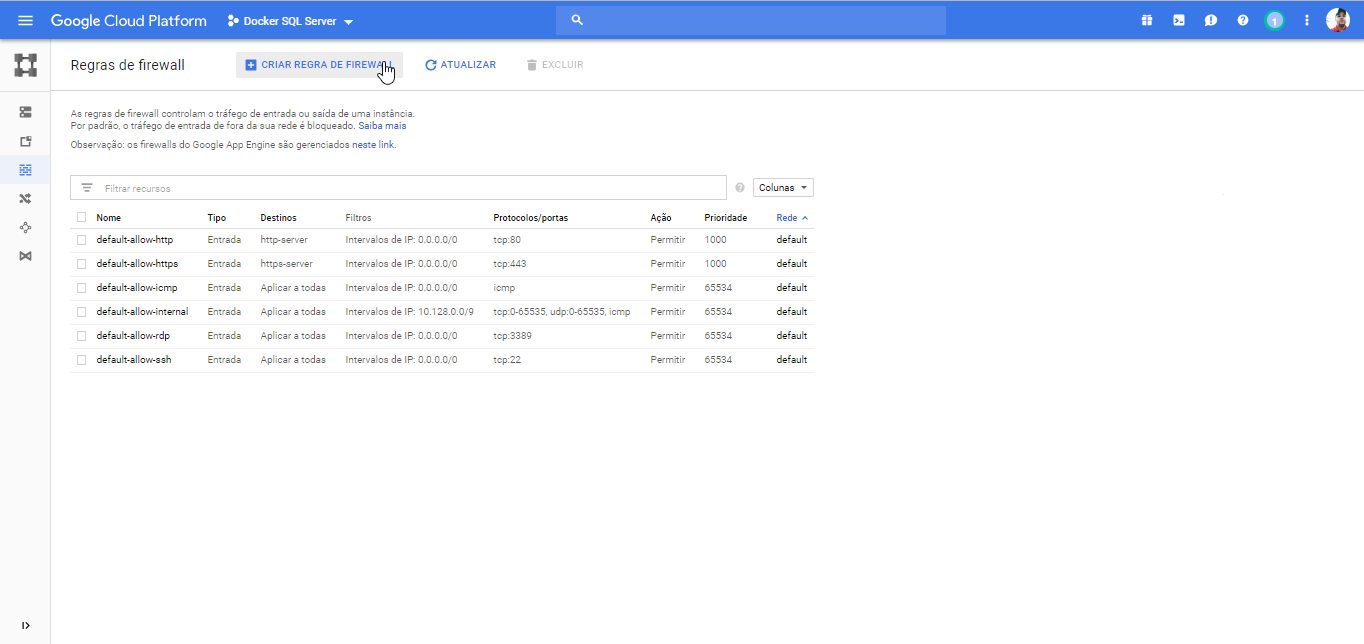 Google Cloud Platform Docker SQL Server 1
Regras de firewall CRIAR REGRA DE FIREWALL ATUALIZAR EXCLUIR
As regras de firewall controlam o tráfego de entrada ou saída de uma instância.
Por padrão, o tráfego de entrada de fora da sua rede é bloqueado. Saiba mais
Observação: os firewalls do Google App Engine são gerenciados neste link.
Filtrar recursos Colunas
Nome Tipo Destinos Filtros Protocolos/portas Ação Prioridade Rede
default-allow-http Entrada http-server Intervalos de IP: 0.0.0.0/0 tcp:80 Permitir 1000 default
default-allow-https Entrada https-server Intervalos de IP: 0.0.0.0/0 tcp:443 Permitir 1000 default
default-allow-icmp Entrada Aplicar a todas Intervalos de IP: 0.0.0.0/0 icmp Permitir 65534 default
default-allow-internal Entrada Aplicar a todas Intervalos de IP: 10.128.0.0/9 tcp:0-65535, udp:0-65535, icmp Permitir 65534 default
default-allow-rdp Entrada Aplicar a todas Intervalos de IP: 0.0.0.0/0 tcp:3389 Permitir 65534 default
default-allow-ssh Entrada Aplicar a todas Intervalos de IP: 0.0.0.0/0 tcp:22 Permitir 65534 default